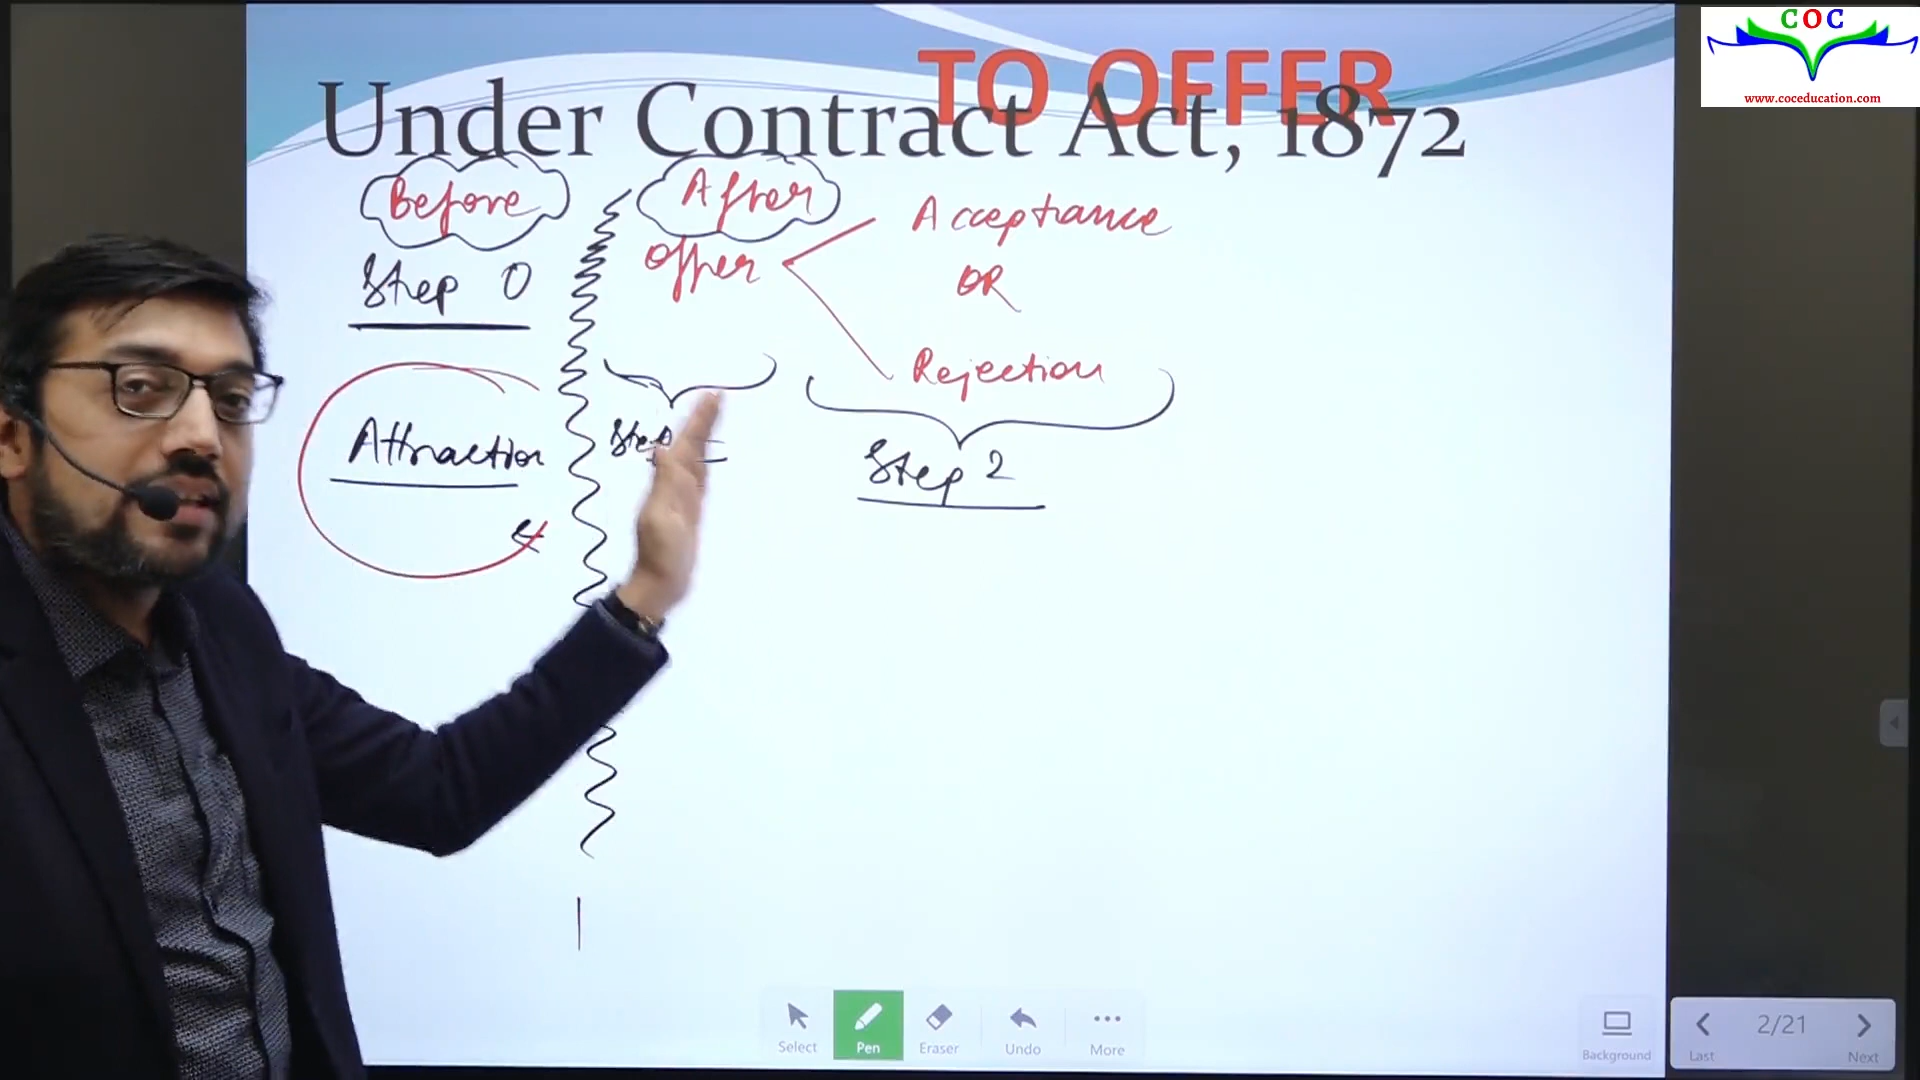 COC
www.coceducation.com
TO OFFER
Under Contract Act, 1872
Before
After
Step 0
Offer
Acceptance
OR
Rejection
Attraction
Step
Step 2
Select
Pen
Eraser
Undo
More
Background
2/21
Last
Next